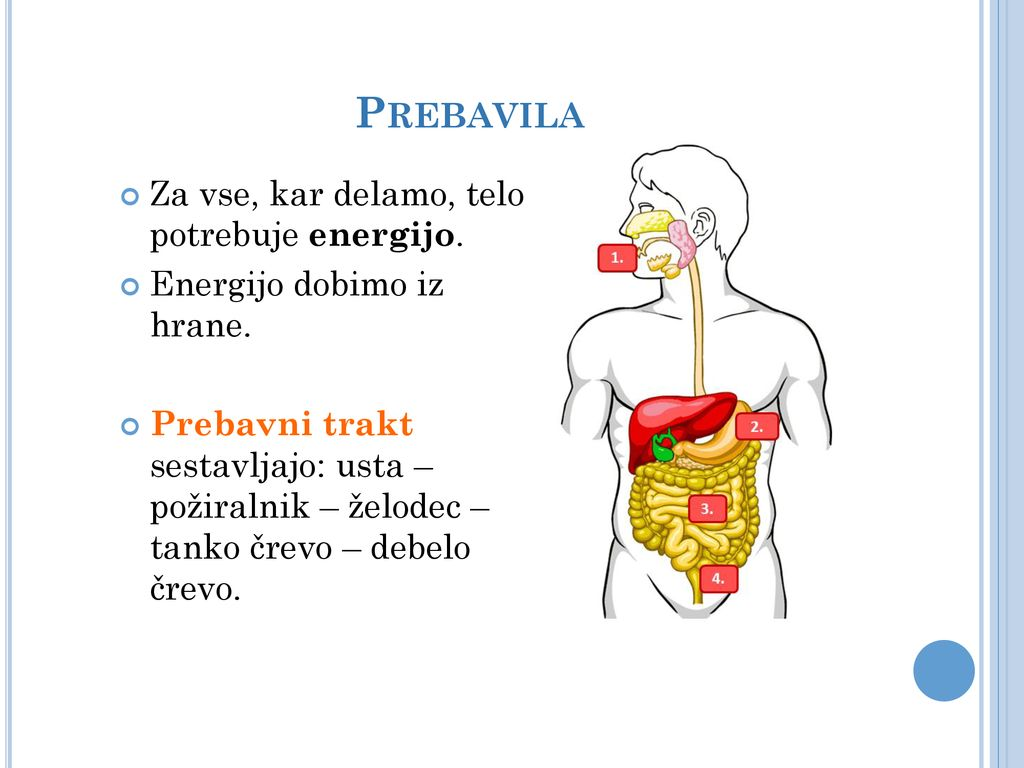 PREBAVILA
Za vse, kar delamo, telo
potrebuje energijo.
Energijo dobimo iz
hrane.
Prebavni trakt
sestavljajo: usta –
požiralnik – želodec –
tanko črevo – debelo
črevo.
1.
2.
3.
4.